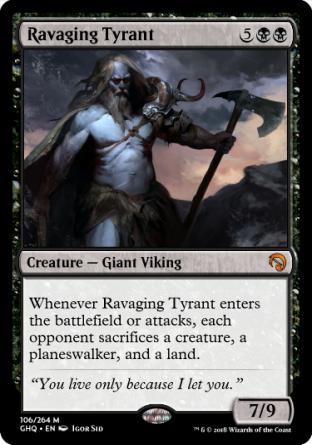 Ravaging Tyrant 5
Creature — Giant Viking
Whenever Ravaging Tyrant enters
the battlefield or attacks, each
opponent sacrifices a creature, a
planeswalker, and a land.
“You live only because I let you.”
7/9
106/264 M
GHQ • EN Igor Sid
™ & © 2018 Wizards of the Coast